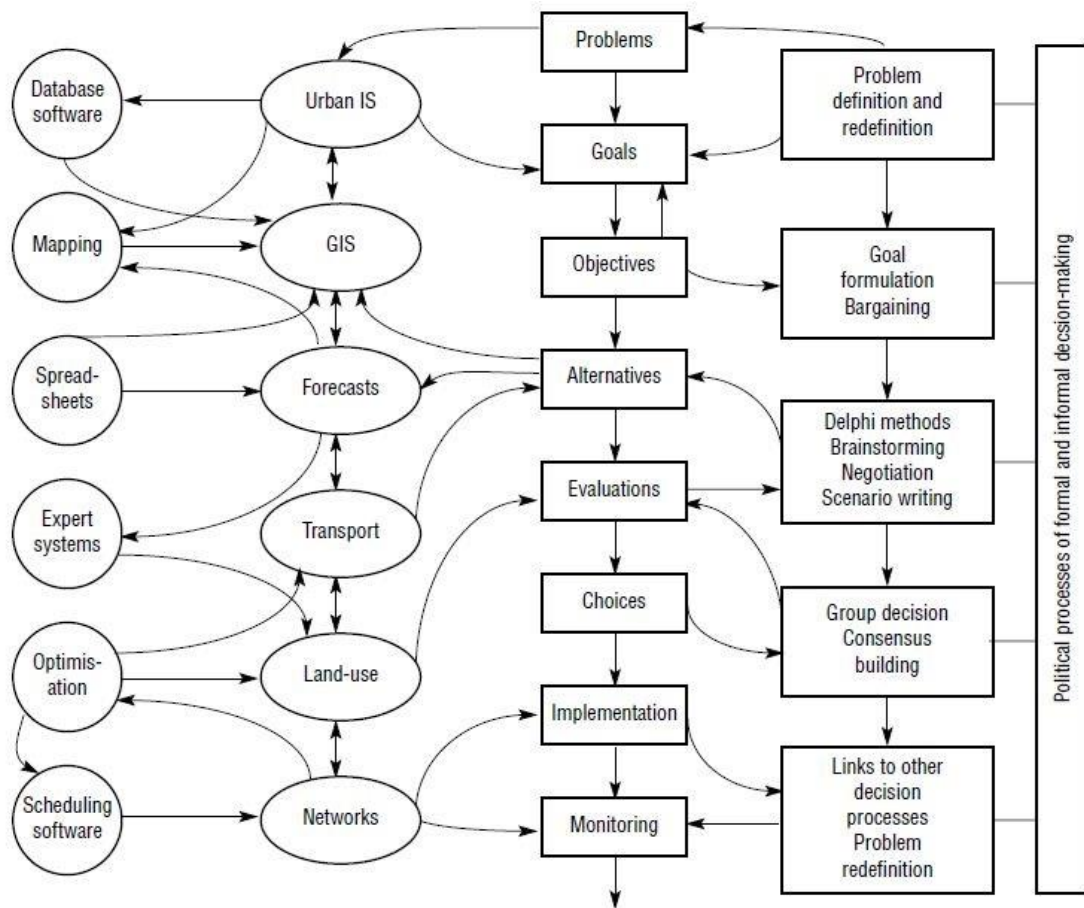 Problems
Database
software
Urban IS
Problem
definition and
redefinition
Goals
Mapping
GIS
Objectives
Goal
formulation
Bargaining
Spread-
sheets
Forecasts
Alternatives
Delphi methods
Brainstorming
Negotiation
Scenario writing
Expert
systems
Transport
Evaluations
Choices
Group decision
Consensus
building
Optimis-
ation
Land-use
Implementation
Scheduling
software
Networks
Monitoring
Links to other
decision
processes
Problem
redefinition
Political processes of formal and informal decsion-making